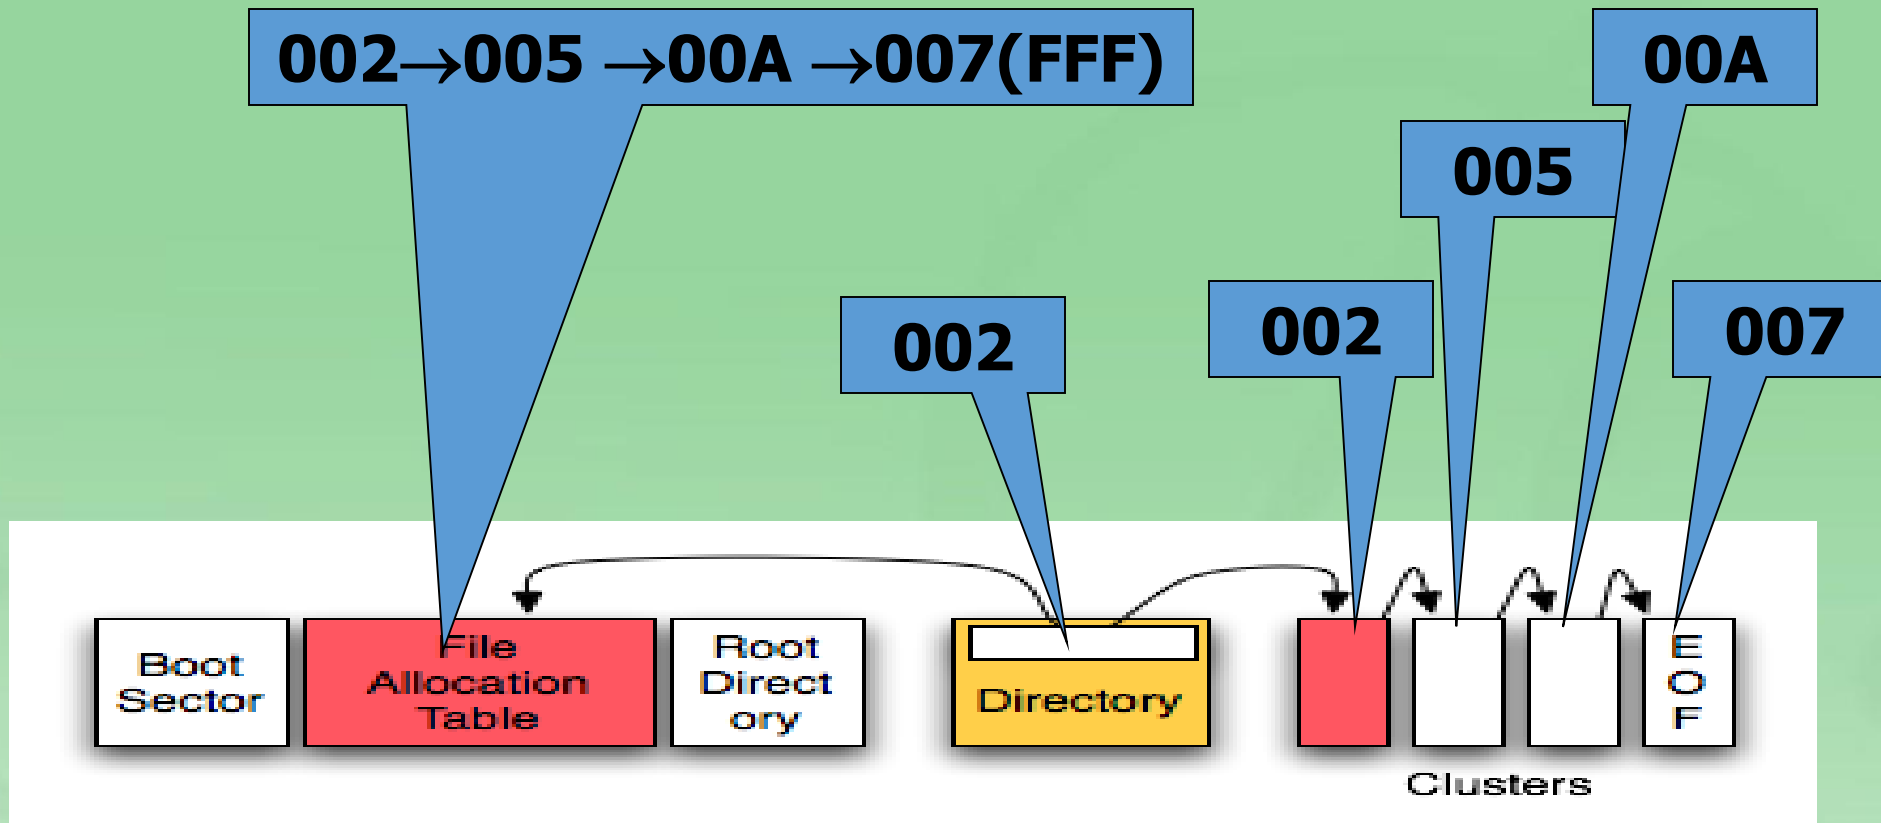 002→005 →00A →007(FFF)
00A
005
002
002
007
Boot
Sector
File
Allocation
Table
Root
Direct
ory
Directory
E
O
F
Clusters